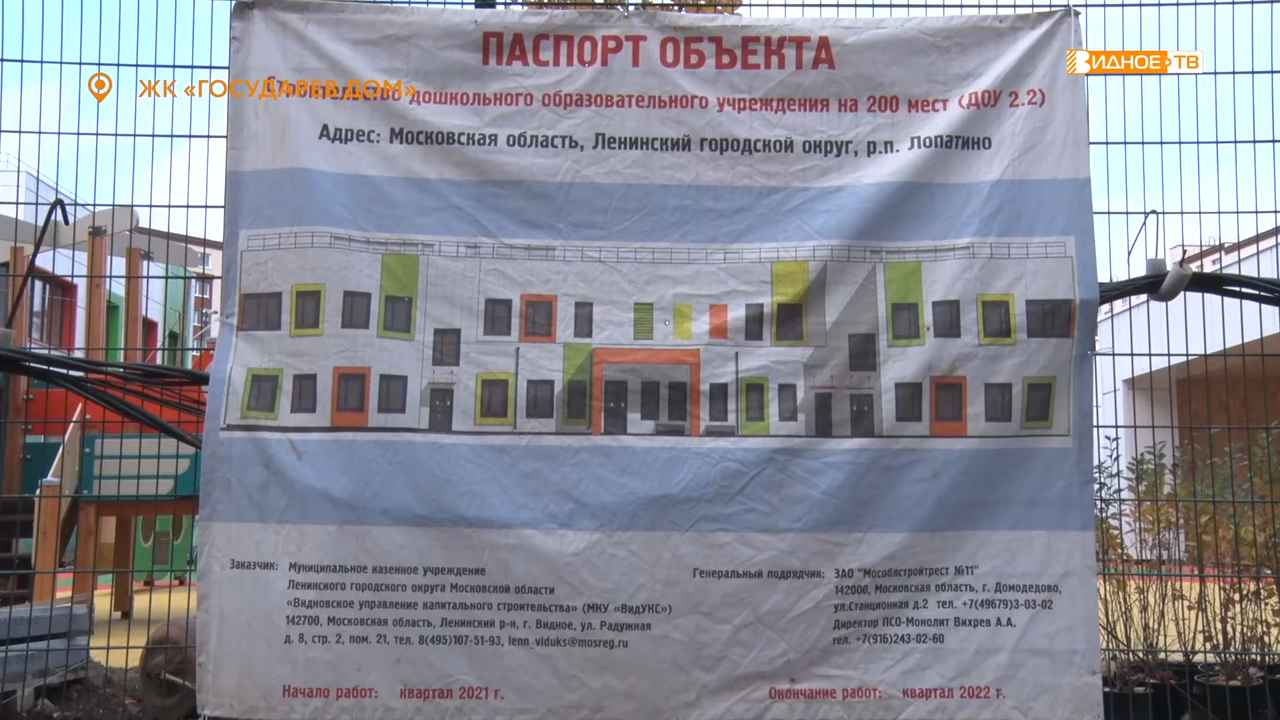 ПАСПОРТ ОБЪЕКТА
ВИДНОЕ ТВ
ЖК «ГОСУДАРЕВ ДОМ»
Строительство дошкольного образовательного учреждения на 200 мест (ДОУ 2.2)
Адрес: Московская область, Ленинский городской округ, р.п. Лопатино
Заказчик: Муниципальное казенное учреждение
Ленинского городского округа Московской области
«Видновское управление капитального строительства» (МКУ «ВидУКС»)
142700, Московская область, Ленинский р-н, г. Видное, ул. Радужная
д. 8, стр. 2, пом. 21, тел. 8(495)107-51-93, lenn_viduks@mosreg.ru
Генеральный подрядчик: ЗАО "Мособлстройтрест №11"
142000, Московская область, г. Домодедово,
ул.Станционная д.2 тел. +7(49679)3-03-02
Директор ПСО-Монолит Вихрев А.А.
тел. +7(916)243-02-60
Начало работ: квартал 2021 г.
Окончание работ: квартал 2022 г.